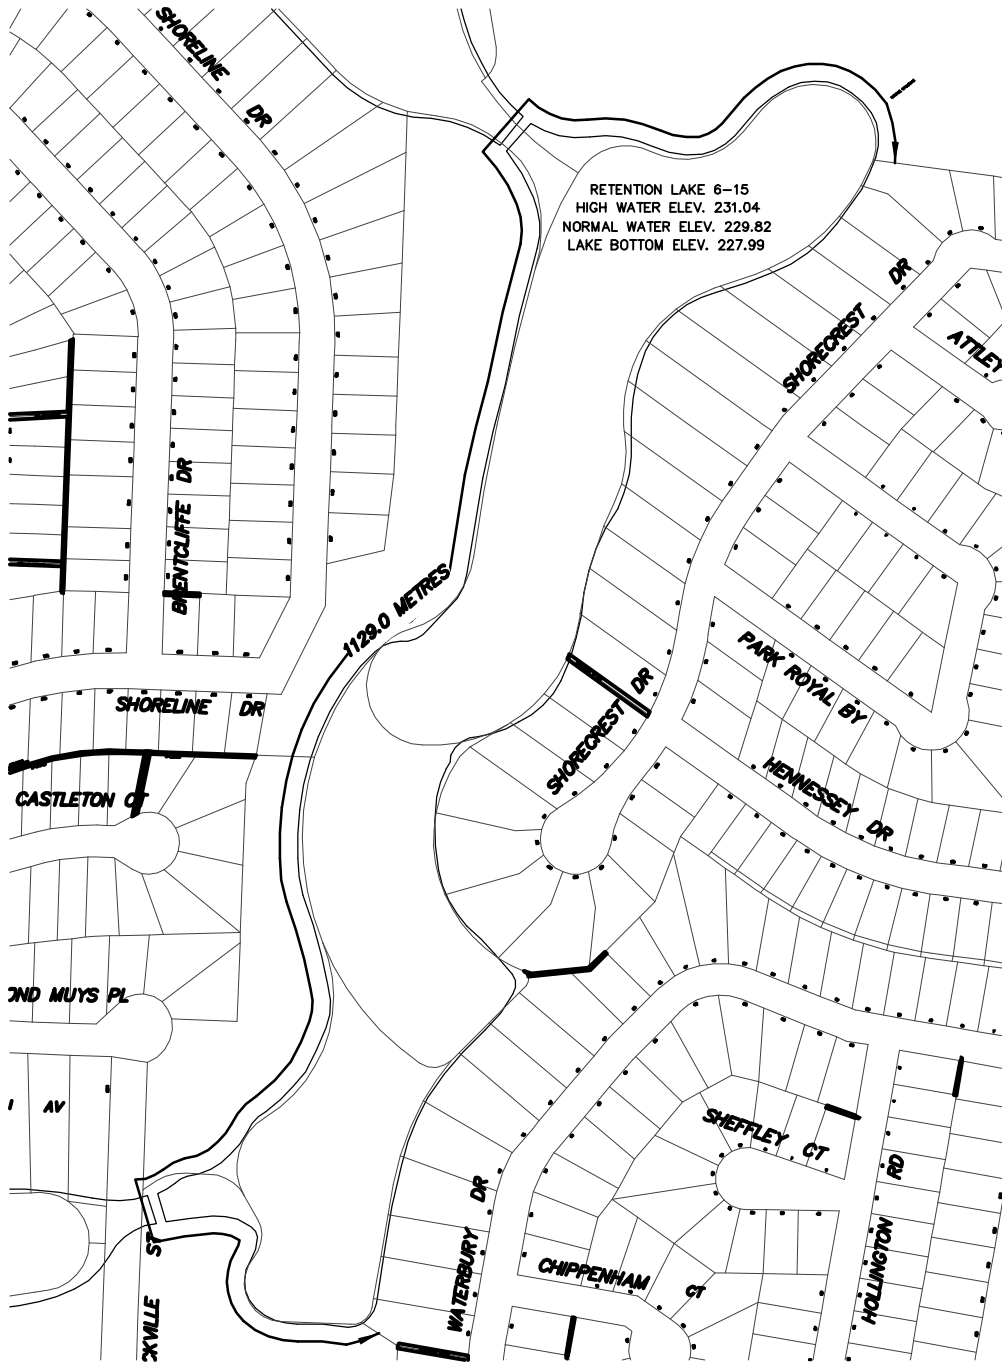 SHORELINE DR
RETENTION LAKE 6-15
HIGH WATER ELEV. 231.04
NORMAL WATER ELEV. 229.82
LAKE BOTTOM ELEV. 227.99
SHORECREST DR
ATTLEY
BRENTCLIFFE DR
1129.0 METRES
PARK ROYAL BY
SHORECREST DR
SHORELINE DR
HENNESSEY DR
CASTLETON CT
OND MUYS PL
AV
SHEFFLEY CT
HOLLINGTON RD
WATERBURY DR
CHIPPENHAM CT
CKVILLE ST